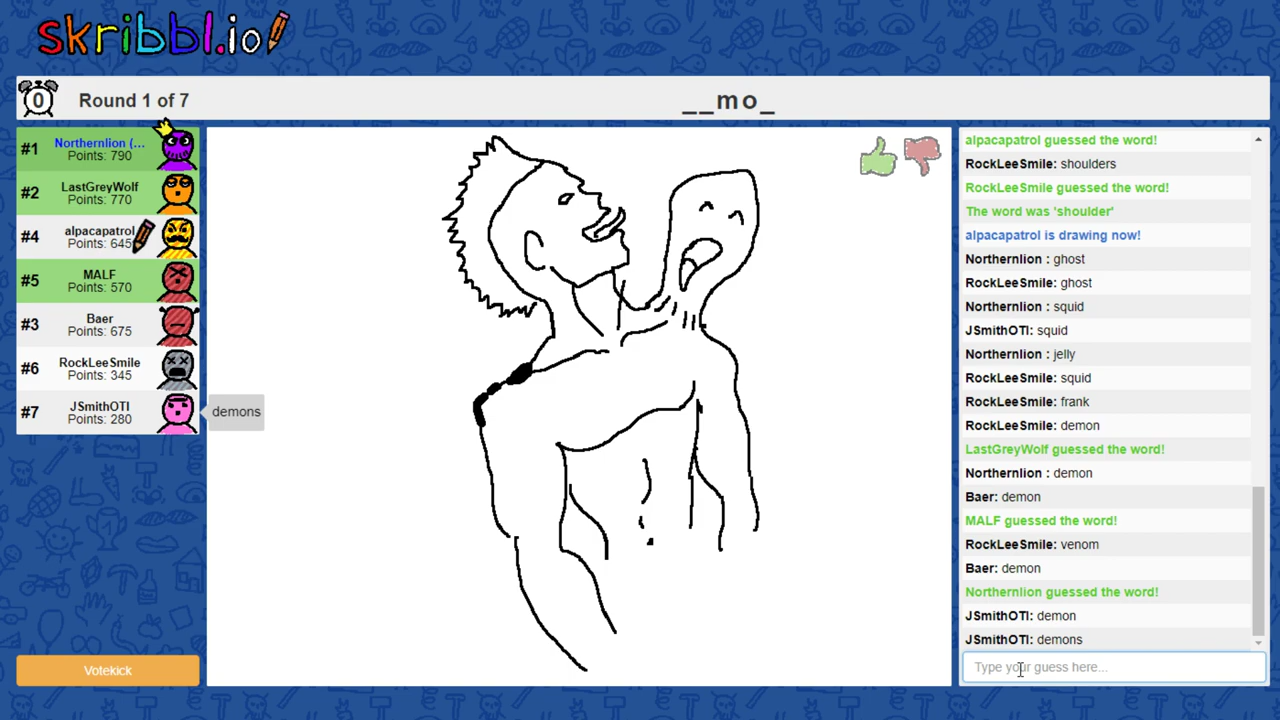 skribbl.io
0
Round 1 of 7
__mo_
#1
Northernlion (...
Points: 790
#2
LastGreyWolf
Points: 770
#4
alpacapatrol
Points: 645
#5
MALF
Points: 570
#3
Baer
Points: 675
#6
RockLeeSmile
Points: 345
#7
JSmithOTI
Points: 280
demons
Votekick
alpacapatrol guessed the word!
RockLeeSmile: shoulders
RockLeeSmile guessed the word!
The word was 'shoulder'
alpacapatrol is drawing now!
Northernlion : ghost
RockLeeSmile: ghost
Northernlion : squid
JSmithOTI: squid
Northernlion : jelly
RockLeeSmile: squid
RockLeeSmile: frank
RockLeeSmile: demon
LastGreyWolf guessed the word!
Northernlion : demon
Baer: demon
MALF guessed the word!
RockLeeSmile: venom
Baer: demon
Northernlion guessed the word!
JSmithOTI: demon
JSmithOTI: demons
Type your guess here...